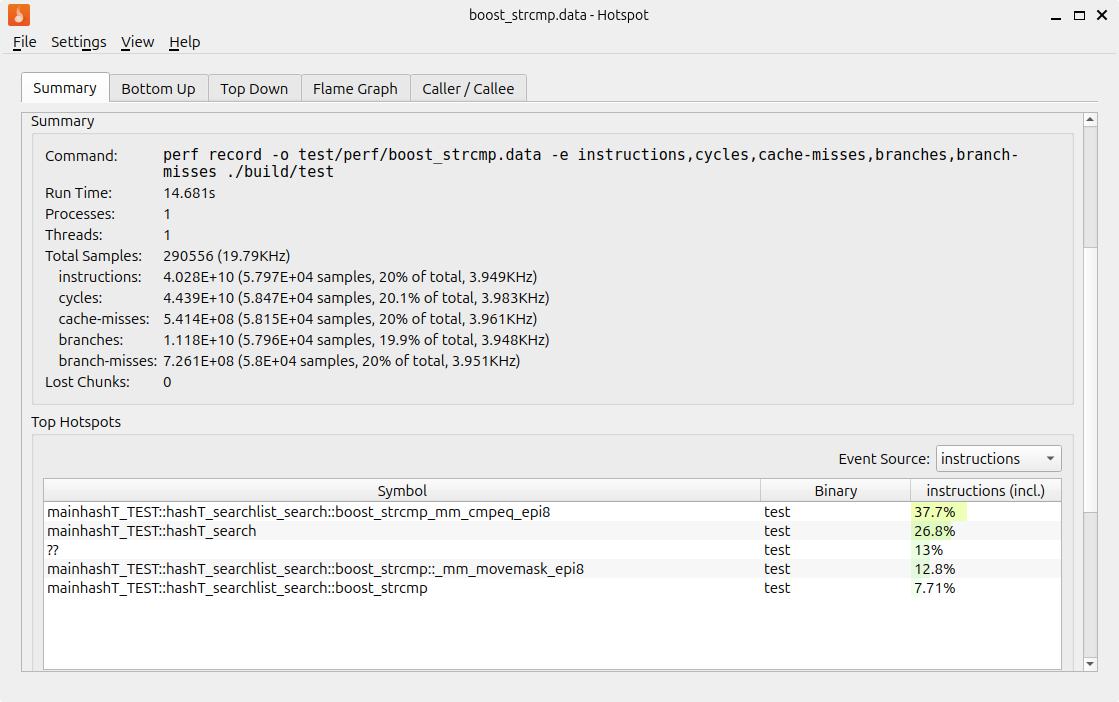 boost_strcmp.data - Hotspot
File Settings View Help
Summary Bottom Up Top Down Flame Graph Caller / Callee
Summary
Command: perf record -o test/perf/boost_strcmp.data -e instructions,cycles,cache-misses,branches,branch-
misses ./build/test
Run Time: 14.681s
Processes: 1
Threads: 1
Total Samples: 290556 (19.79KHz)
instructions: 4.028E+10 (5.797E+04 samples, 20% of total, 3.949KHz)
cycles: 4.439E+10 (5.847E+04 samples, 20.1% of total, 3.983KHz)
cache-misses: 5.414E+08 (5.815E+04 samples, 20% of total, 3.961KHz)
branches: 1.118E+10 (5.796E+04 samples, 19.9% of total, 3.948KHz)
branch-misses: 7.261E+08 (5.8E+04 samples, 20% of total, 3.951KHz)
Lost Chunks: 0
Top Hotspots
Event Source: instructions
Symbol Binary instructions (incl.)
mainhashT_TEST::hashT_searchlist_search::boost_strcmp_mm_cmpeq_epi8 test 37.7%
mainhashT_TEST::hashT_search test 26.8%
?? test 13%
mainhashT_TEST::hashT_searchlist_search::boost_strcmp::_mm_movemask_epi8 test 12.8%
mainhashT_TEST::hashT_searchlist_search::boost_strcmp test 7.71%